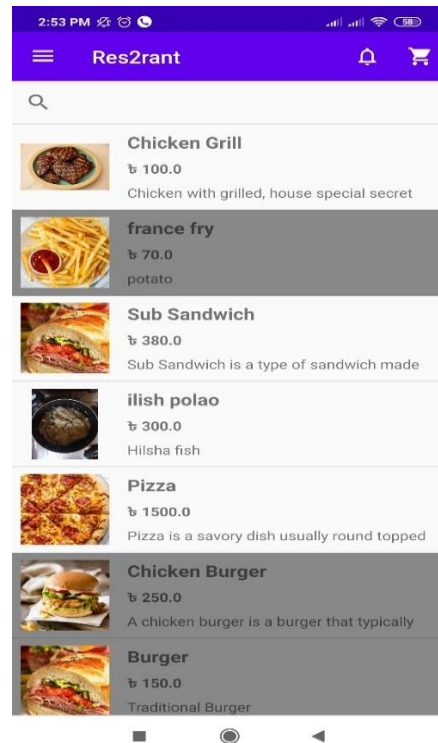 2:53 PM 58
Res2rant
Chicken Grill
৳ 100.0
Chicken with grilled, house special secret
france fry
৳ 70.0
potato
Sub Sandwich
৳ 380.0
Sub Sandwich is a type of sandwich made
ilish polao
৳ 300.0
Hilsha fish
Pizza
৳ 1500.0
Pizza is a savory dish usually round topped
Chicken Burger
৳ 250.0
A chicken burger is a burger that typically
Burger
৳ 150.0
Traditional Burger